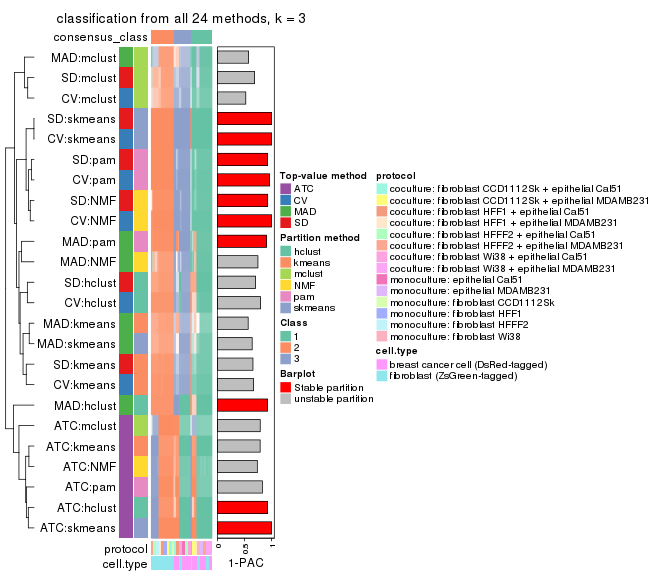 classification from all 24 methods, k = 3
consensus_class
MAD:mclust
SD:mclust
CV:mclust
SD:skmeans
CV:skmeans
SD:pam
CV:pam
SD:NMF
CV:NMF
MAD:pam
MAD:NMF
SD:hclust
CV:hclust
MAD:kmeans
MAD:skmeans
SD:kmeans
CV:kmeans
MAD:hclust
ATC:mclust
ATC:kmeans
ATC:NMF
ATC:pam
ATC:hclust
ATC:skmeans
protocol
cell.type
0
0.5
1
1-PAC
Top-value method
ATC
CV
MAD
SD
Partition method
hclust
kmeans
mclust
NMF
pam
skmeans
Class
1
2
3
Barplot
Stable partition
unstable partition
protocol
coculture: fibroblast CCD1112Sk + epithelial Cal51
coculture: fibroblast CCD1112Sk + epithelial MDAMB231
coculture: fibroblast HFF1 + epithelial Cal51
coculture: fibroblast HFF1 + epithelial MDAMB231
coculture: fibroblast HFFF2 + epithelial Cal51
coculture: fibroblast HFFF2 + epithelial MDAMB231
coculture: fibroblast Wi38 + epithelial Cal51
coculture: fibroblast Wi38 + epithelial MDAMB231
monoculture: epithelial Cal51
monoculture: epithelial MDAMB231
monoculture: fibroblast CCD1112Sk
monoculture: fibroblast HFF1
monoculture: fibroblast HFFF2
monoculture: fibroblast Wi38
cell.type
breast cancer cell (DsRed-tagged)
fibroblast (ZsGreen-tagged)